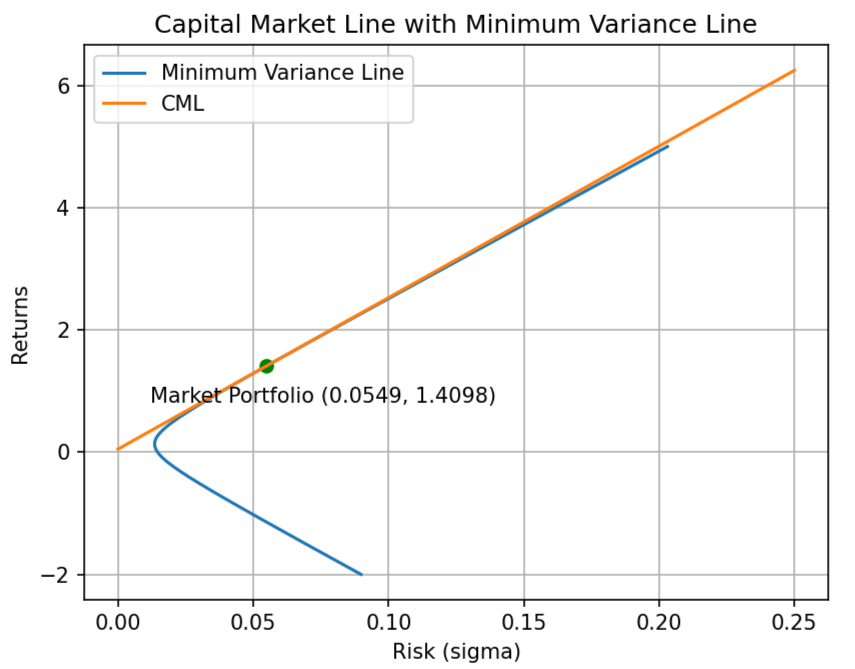 Capital Market Line with Minimum Variance Line
Minimum Variance Line
CML
Returns
6
4
2
0
−2
Market Portfolio (0.0549, 1.4098)
0.00 0.05 0.10 0.15 0.20 0.25
Risk (sigma)